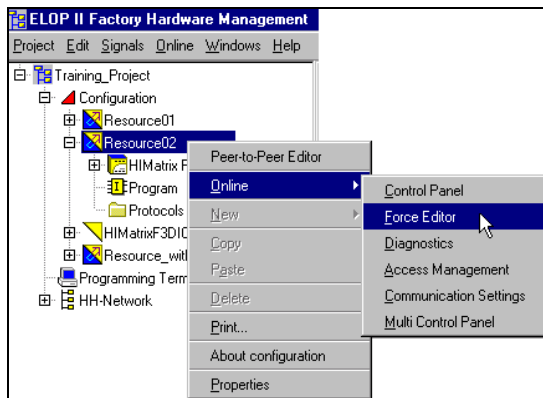 ELOP II Factory Hardware Management
Project Edit Signals Online Windows Help
Training_Project
Configuration
Resource01
Resource02
HIMatrix F
Program
Protocols
HIMatrixF3DIO
Resource_wit
Programming Term
HH-Network
Peer-to-Peer Editor
Online
New
Copy
Paste
Delete
Print...
About configuration
Properties
Control Panel
Force Editor
Diagnostics
Access Management
Communication Settings
Multi Control Panel